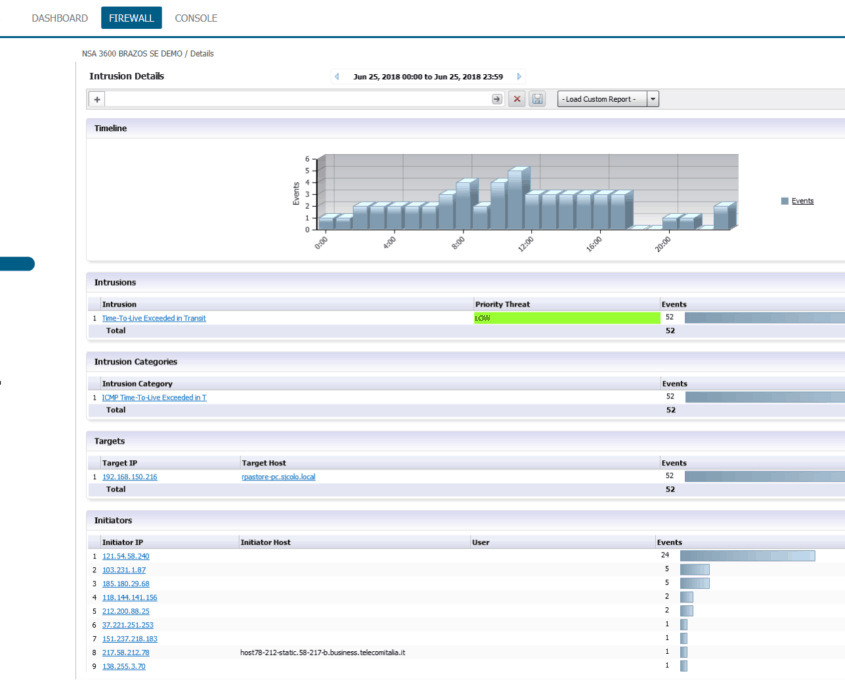 DASHBOARD FIREWALL CONSOLE
NSA 3600 BRAZOS SE DEMO / Details
Intrusion Details Jun 25, 2018 00:00 to Jun 25, 2018 23:59
+ - Load Custom Report -
Timeline
6
5
4
3
2
1
0
Events
0:00 4:00 8:00 12:00 16:00 20:00
Events
Intrusions
Intrusion Priority Threat Events
1 Time-To-Live Exceeded in Transit LOW 52
Total 52
Intrusion Categories
Intrusion Category Events
1 ICMP Time-To-Live Exceeded in T 52
Total 52
Targets
Target IP Target Host Events
1 192.168.150.216 rpastore-pc.sicolo.local 52
Total 52
Initiators
Initiator IP Initiator Host User Events
1 121.54.58.240 24
2 103.231.1.87 5
3 185.180.29.68 5
4 118.144.141.156 2
5 212.200.88.25 2
6 37.221.251.253 1
7 151.237.218.183 1
8 217.58.212.78 host78-212-static.58-217-b.business.telecomitalia.it 1
9 138.255.3.70 1